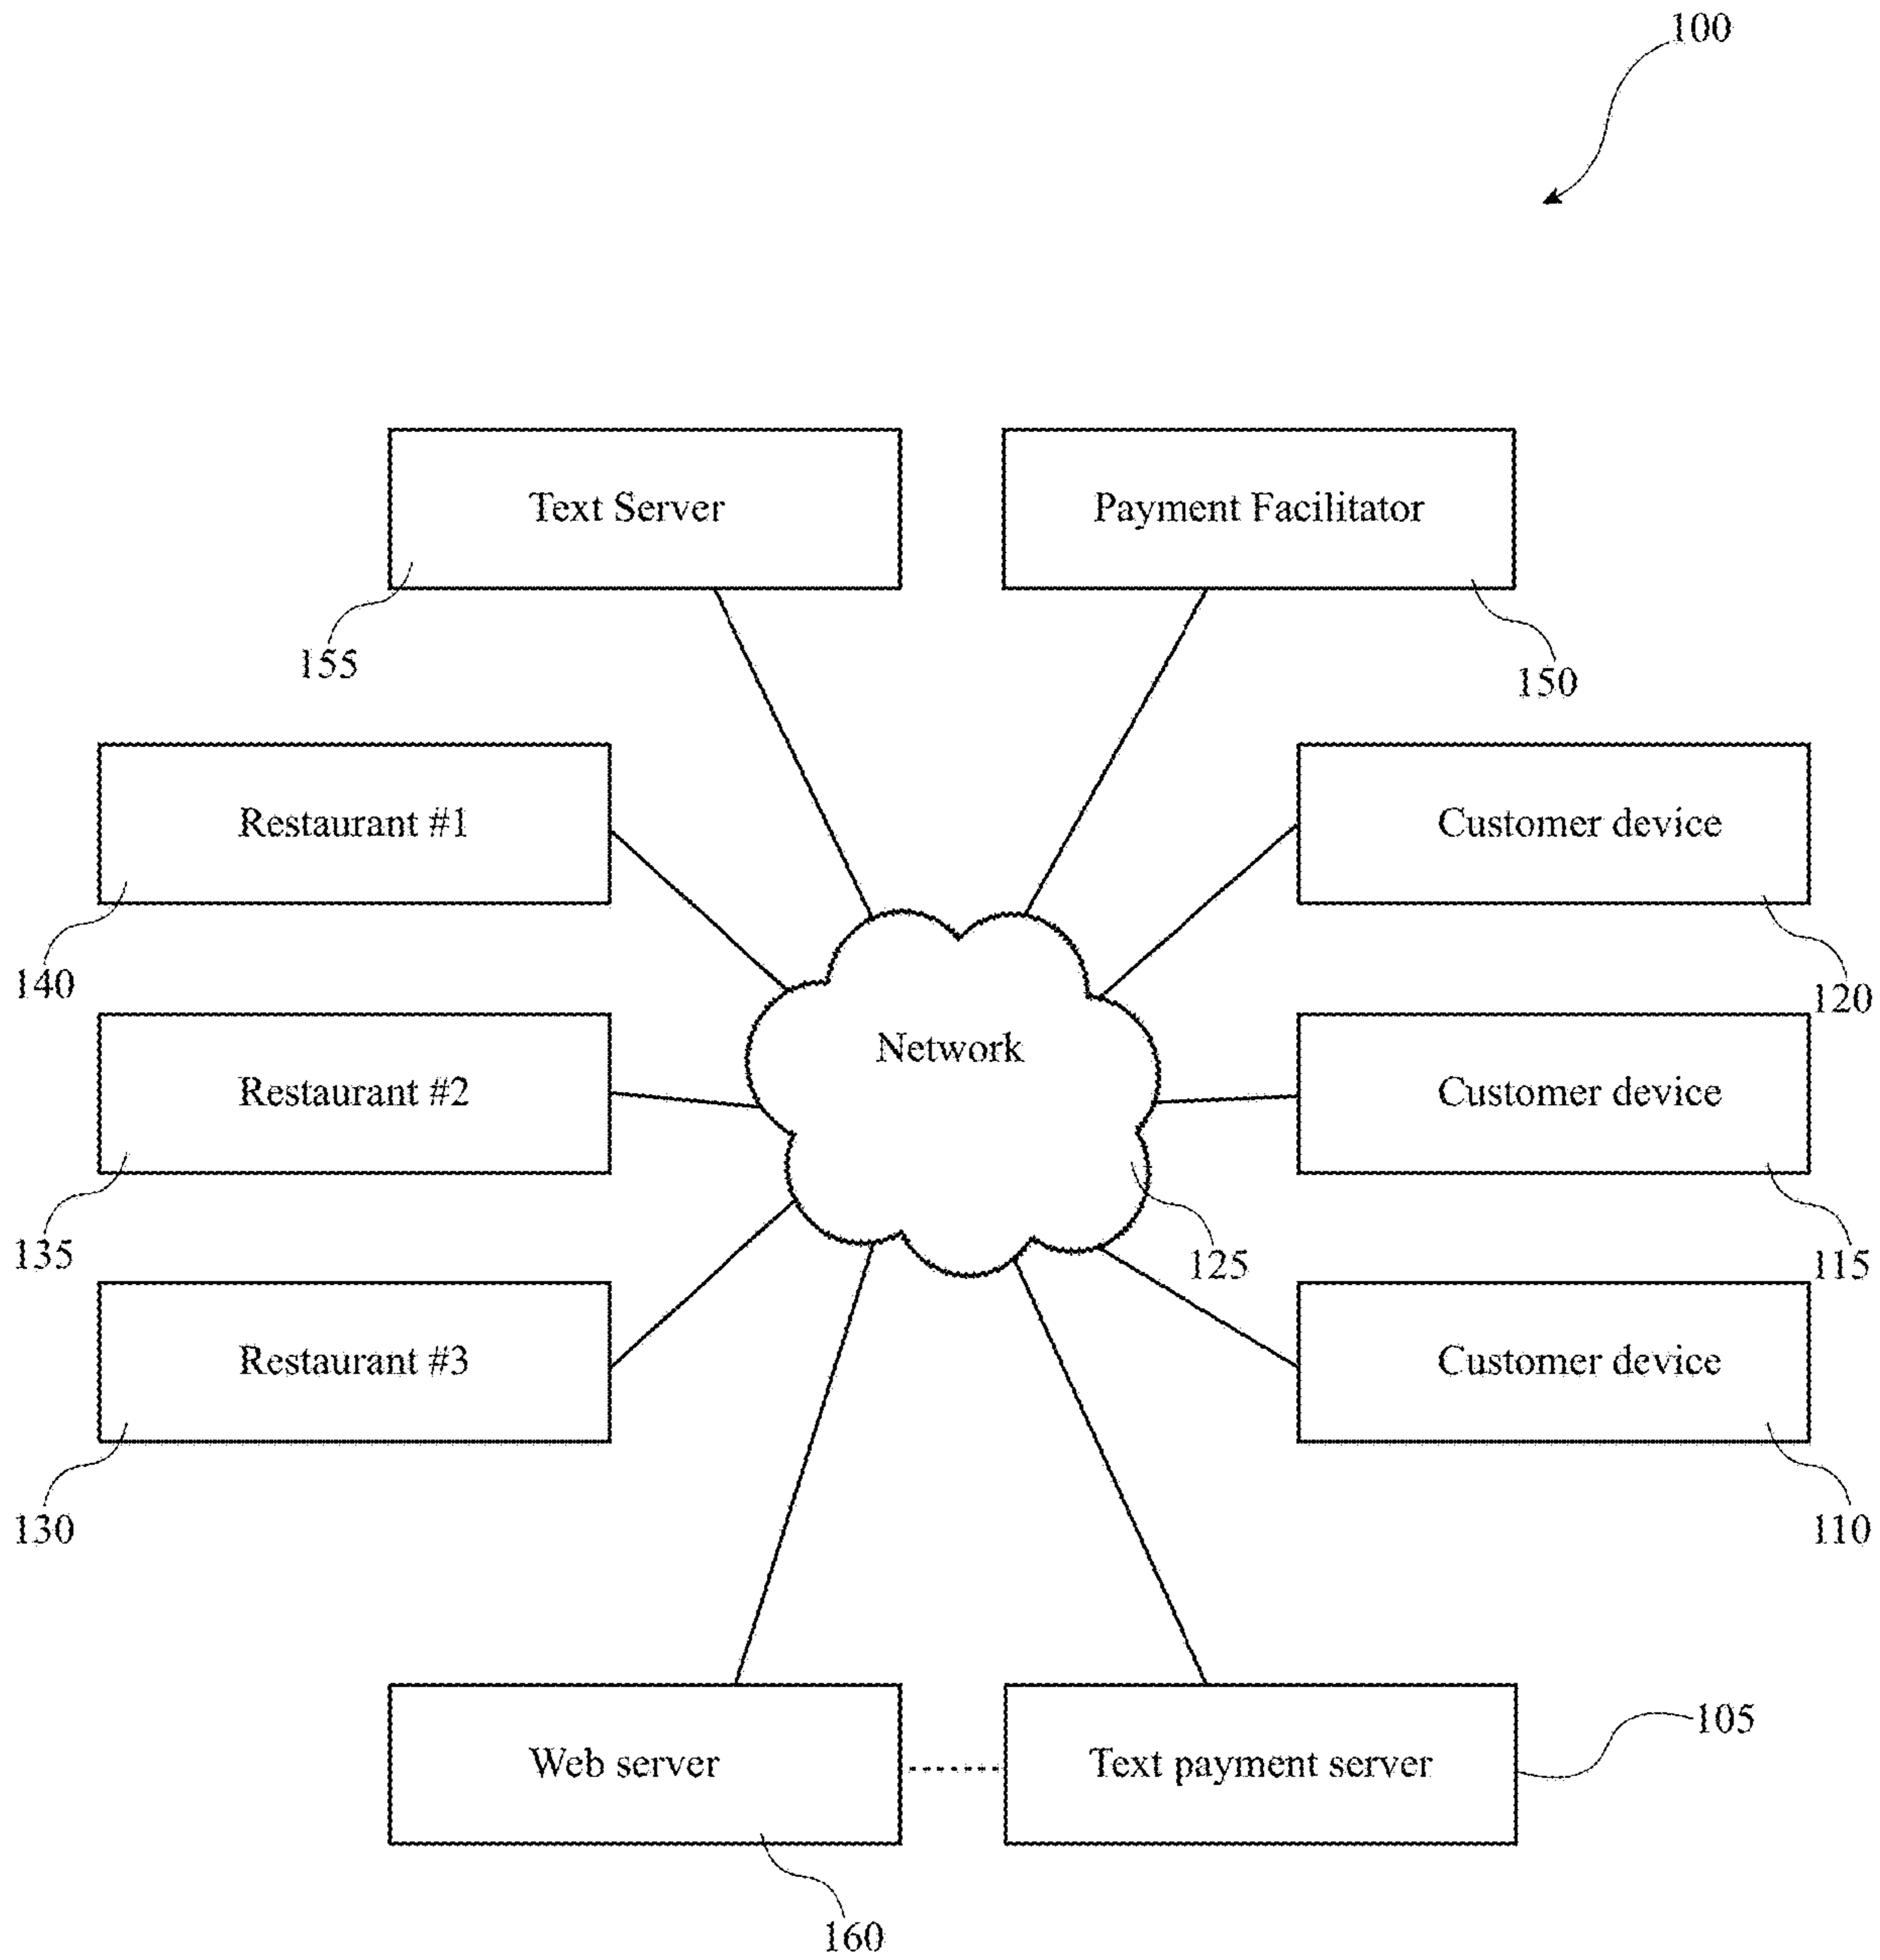 100
Text Server
Payment Facilitator
155
150
Restaurant #1
Customer device
140
120
Network
Restaurant #2
Customer device
135
125
115
Restaurant #3
Customer device
130
110
105
Web server
Text payment server
160